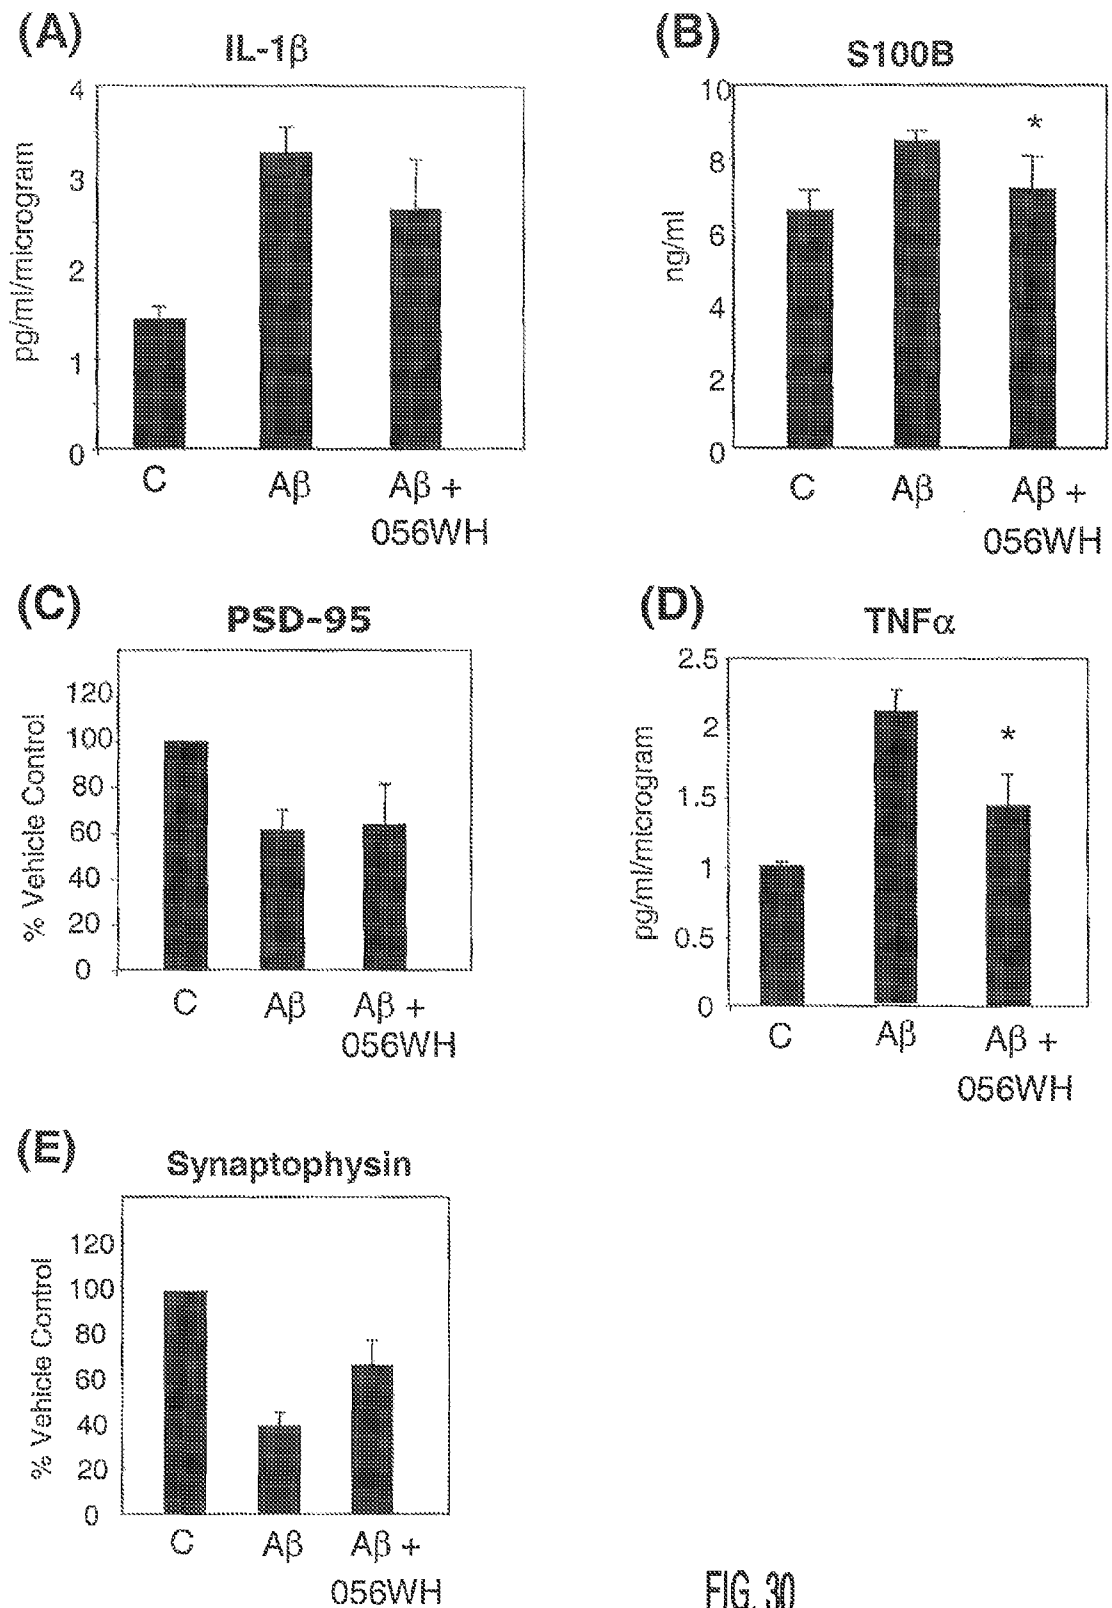 (A)
IL-1β
pg/ml/microgram
4
3
2
1
0
C
Aβ
Aβ +
056WH
(B)
S100B
ng/ml
10
8
6
4
2
0
C
Aβ
Aβ +
056WH
*
(C)
PSD-95
% Vehicle Control
120
100
80
60
40
20
0
C
Aβ
Aβ +
056WH
(D)
TNFα
pg/ml/microgram
2.5
2
1.5
1
0.5
0
C
Aβ
Aβ +
056WH
*
(E)
Synaptophysin
% Vehicle Control
120
100
80
60
40
20
0
C
Aβ
Aβ +
056WH
FIG. 30